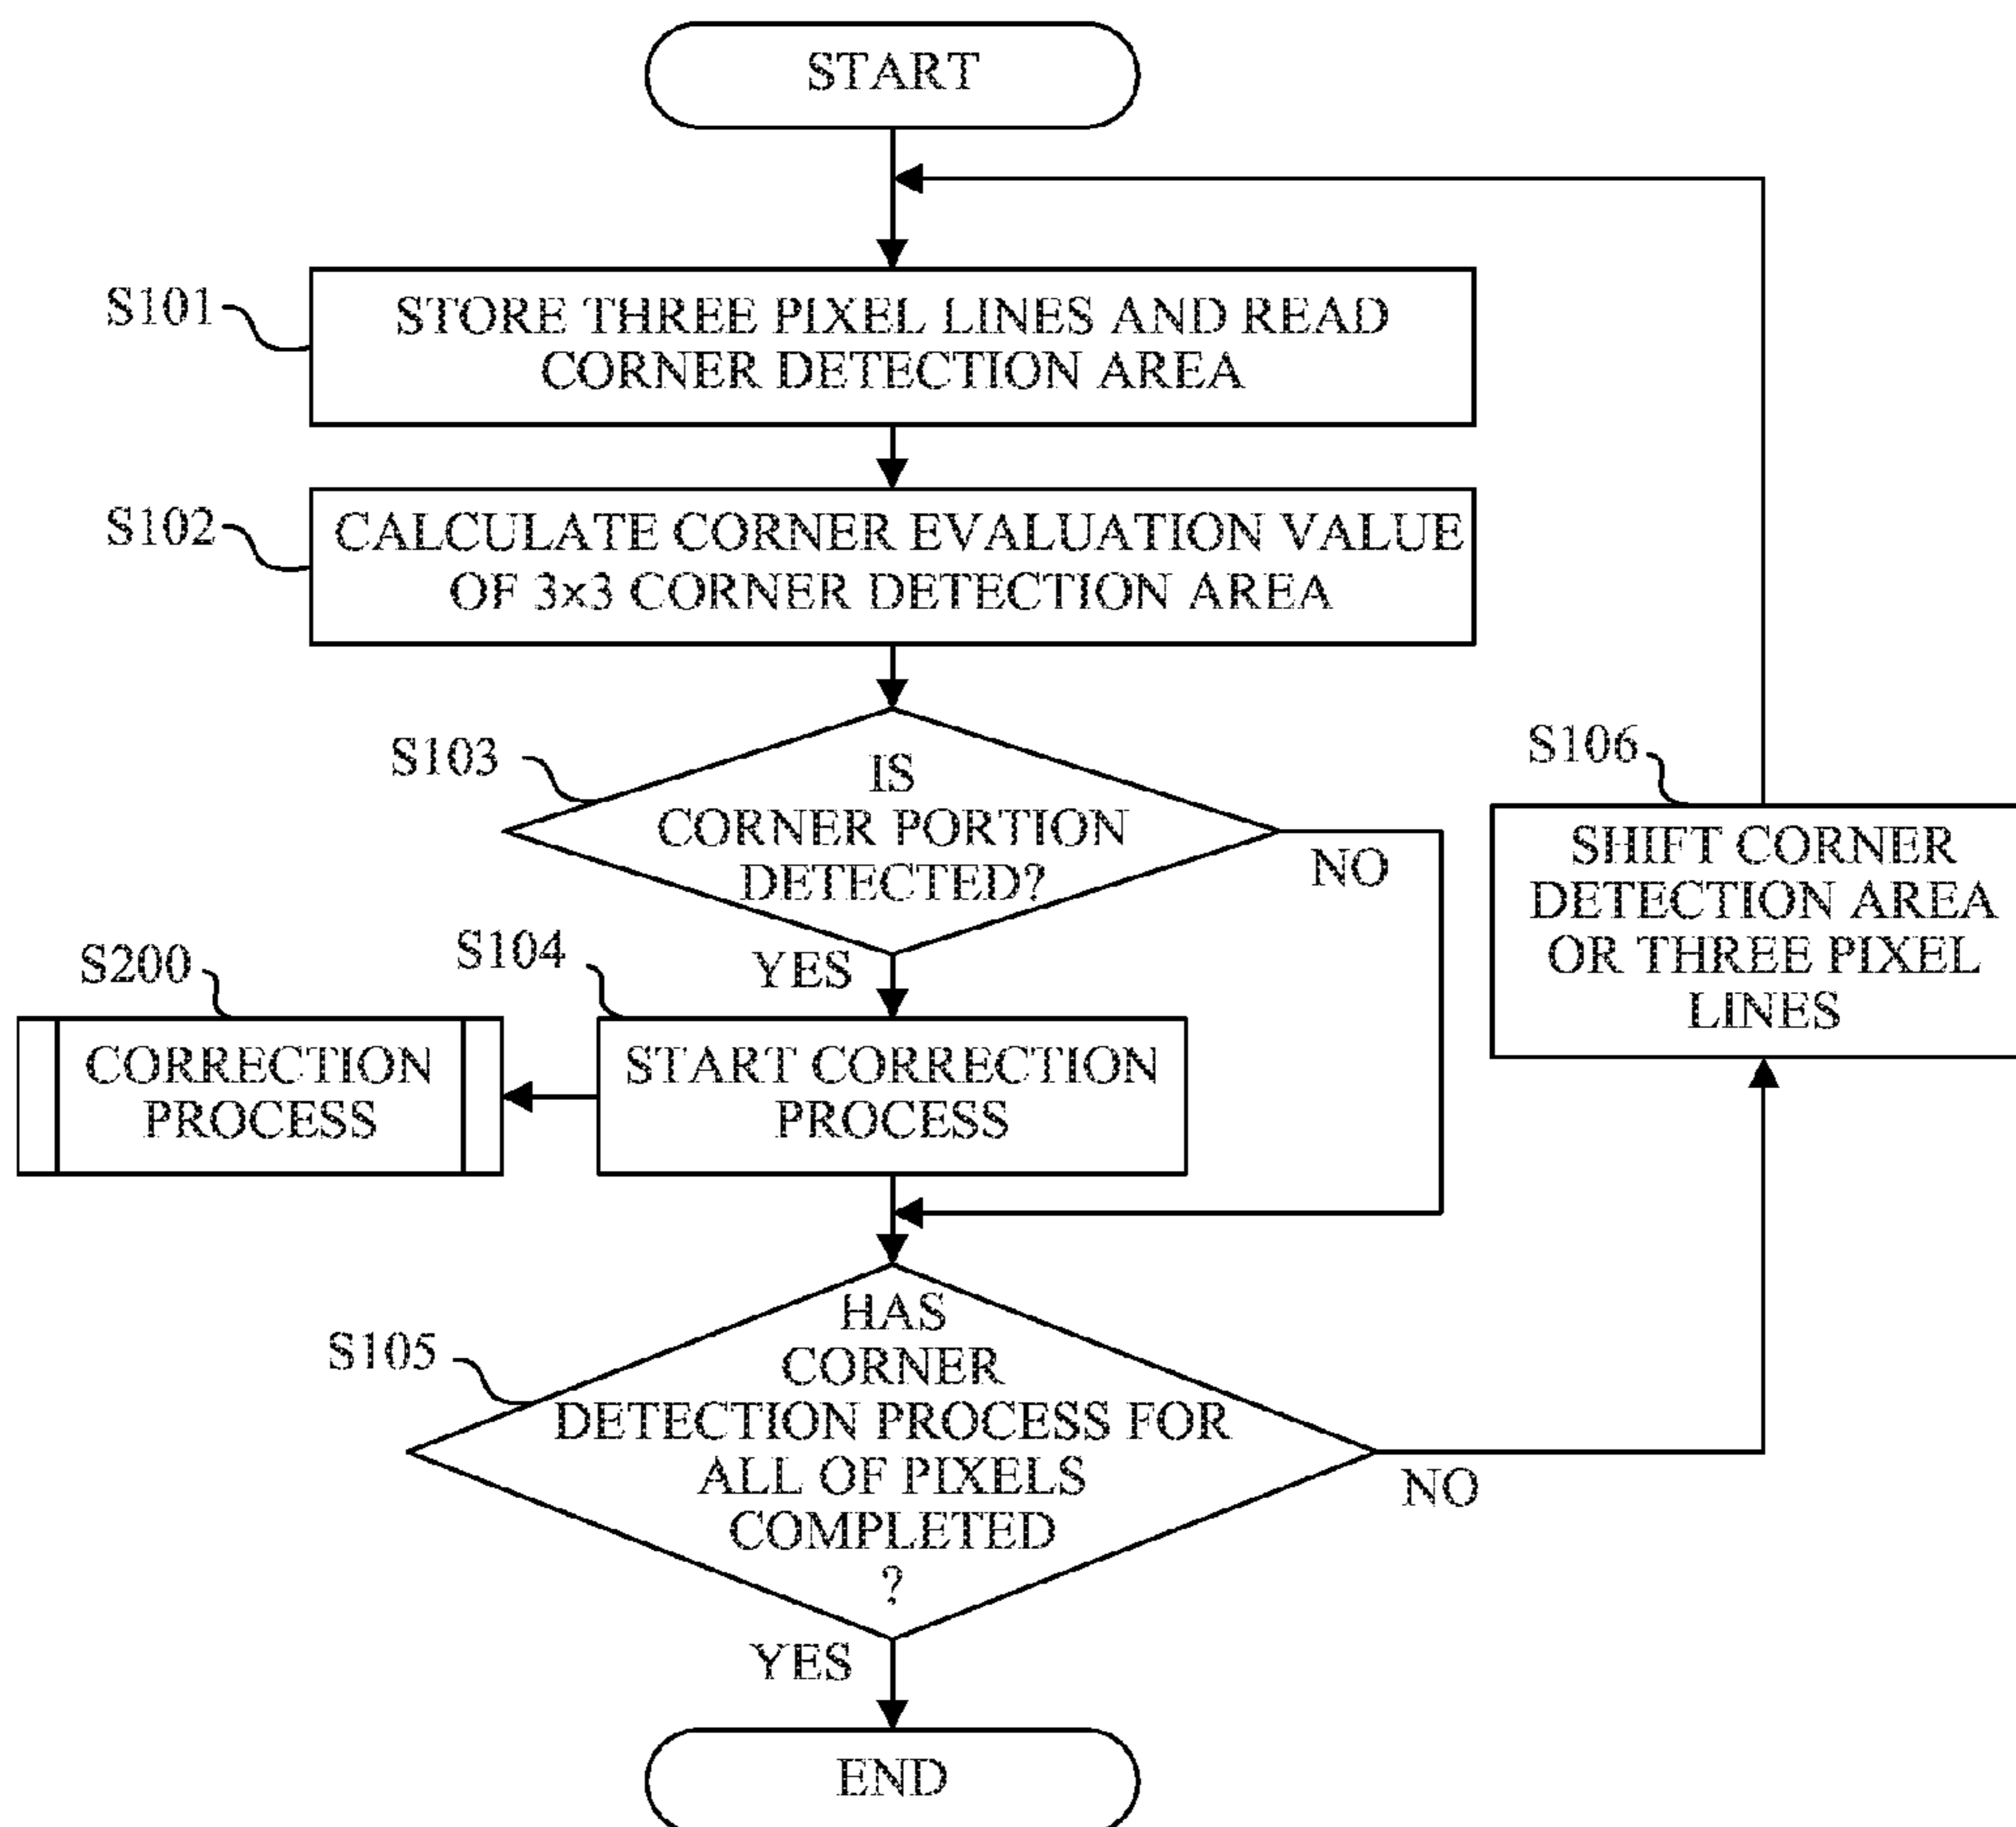 START
S101
STORE THREE PIXEL LINES AND READ
CORNER DETECTION AREA
S102
CALCULATE CORNER EVALUATION VALUE
OF 3×3 CORNER DETECTION AREA
S103
IS
CORNER PORTION
DETECTED?
NO
YES
S106
SHIFT CORNER
DETECTION AREA
OR THREE PIXEL
LINES
S200
CORRECTION
PROCESS
S104
START CORRECTION
PROCESS
S105
HAS
CORNER
DETECTION PROCESS FOR
ALL OF PIXELS
COMPLETED
?
NO
YES
END